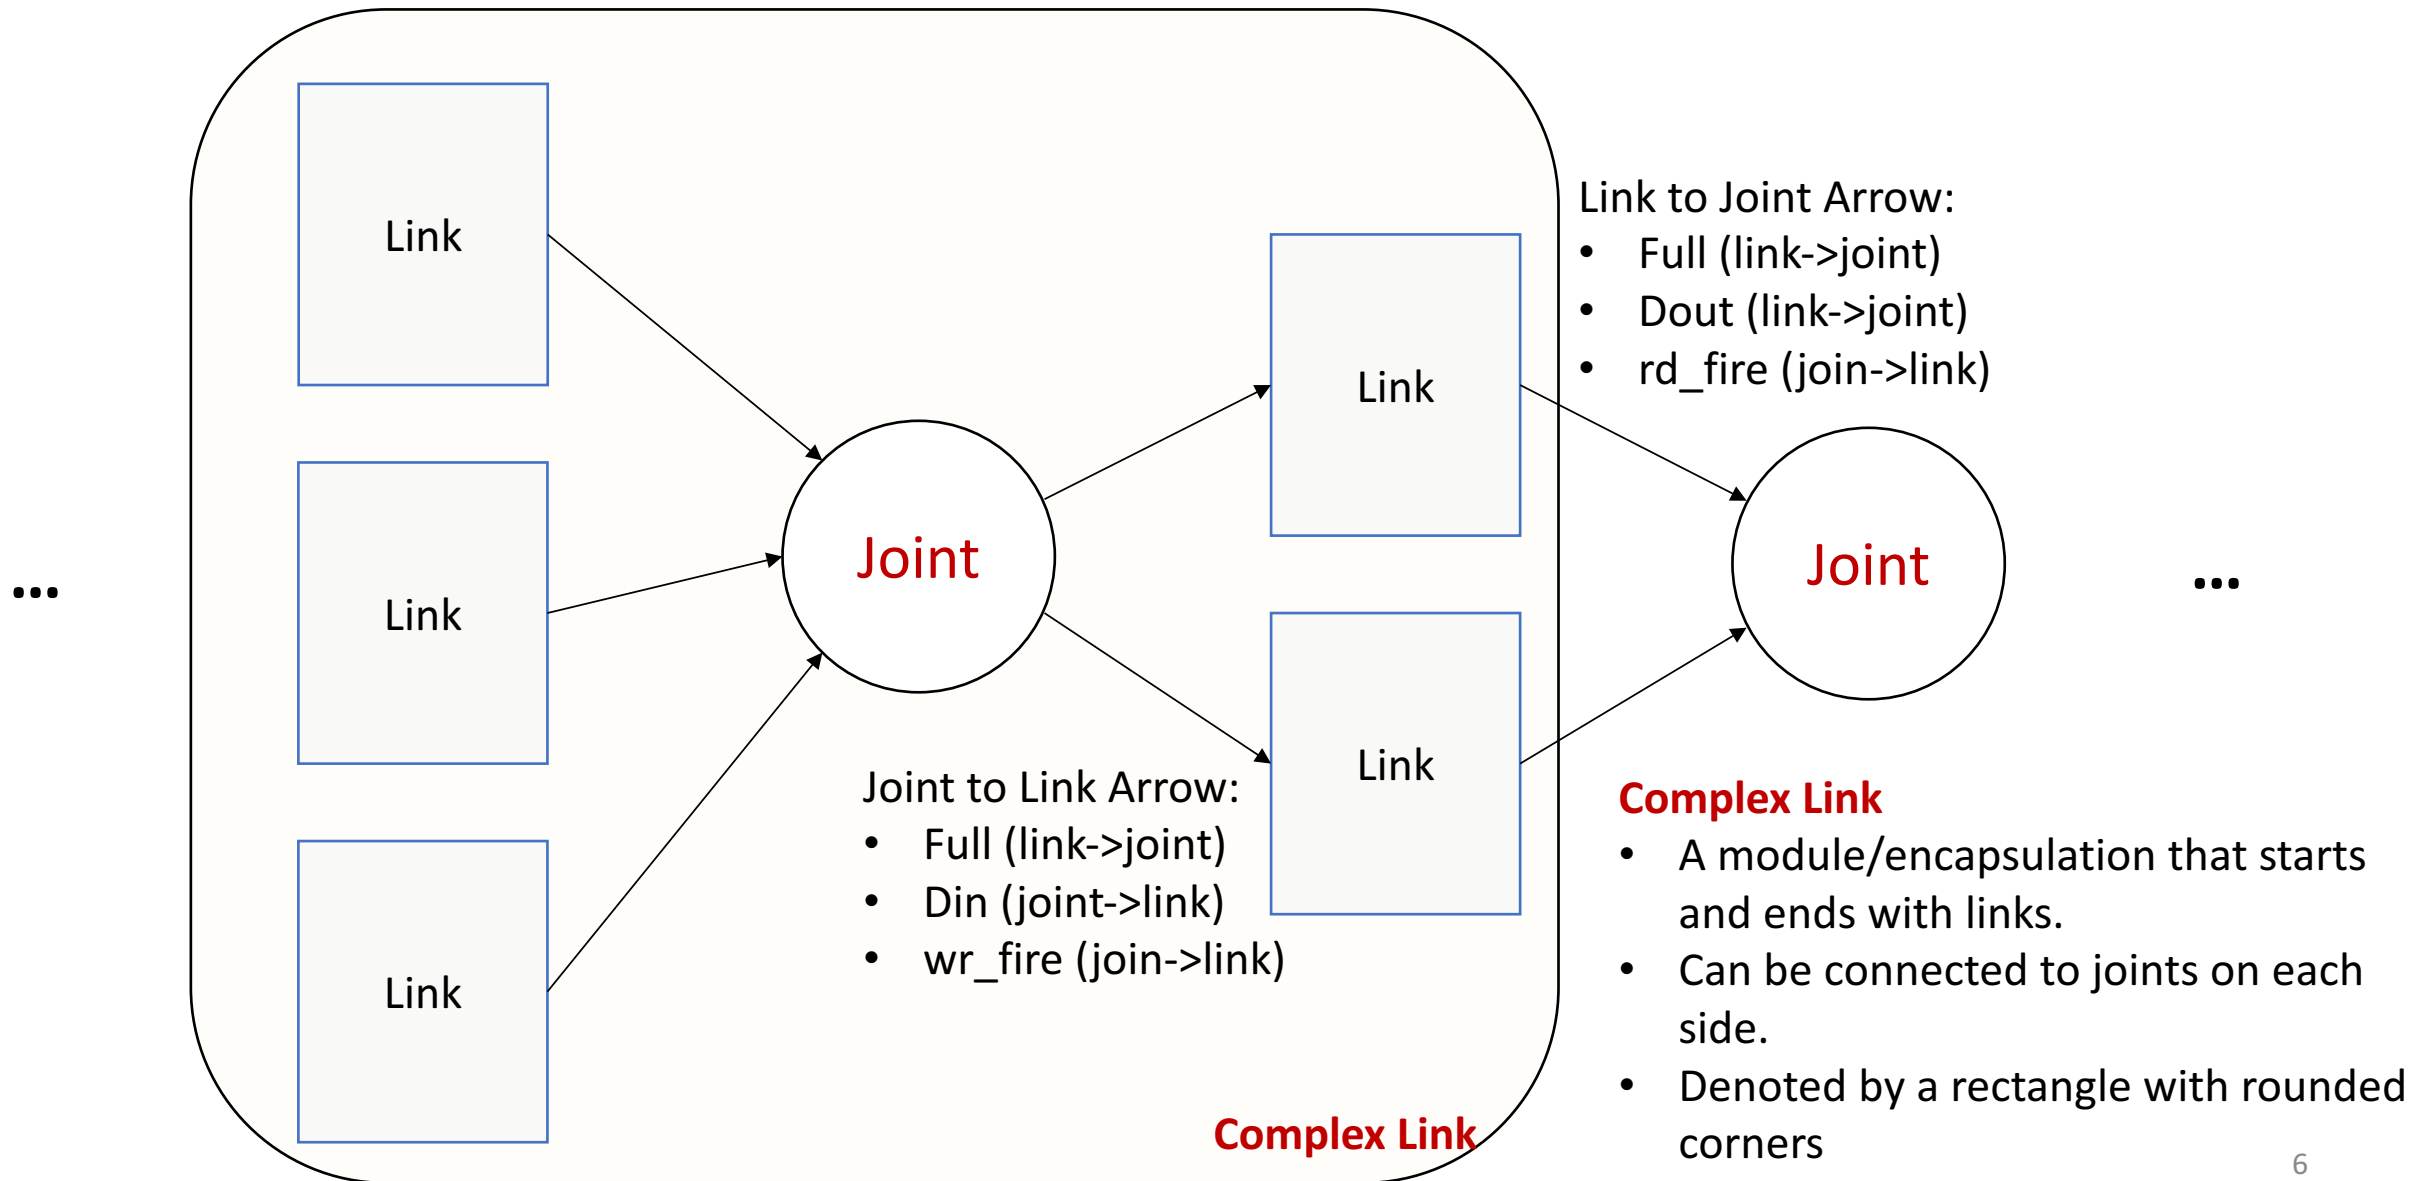 ...
Link
Link
Link
Joint
Link
Link
Link to Joint Arrow:
• Full (link->joint)
• Dout (link->joint)
• rd_fire (join->link)
Joint
...
Joint to Link Arrow:
• Full (link->joint)
• Din (joint->link)
• wr_fire (join->link)
Complex Link
Complex Link
• A module/encapsulation that starts
and ends with links.
• Can be connected to joints on each
side.
• Denoted by a rectangle with rounded
corners
6